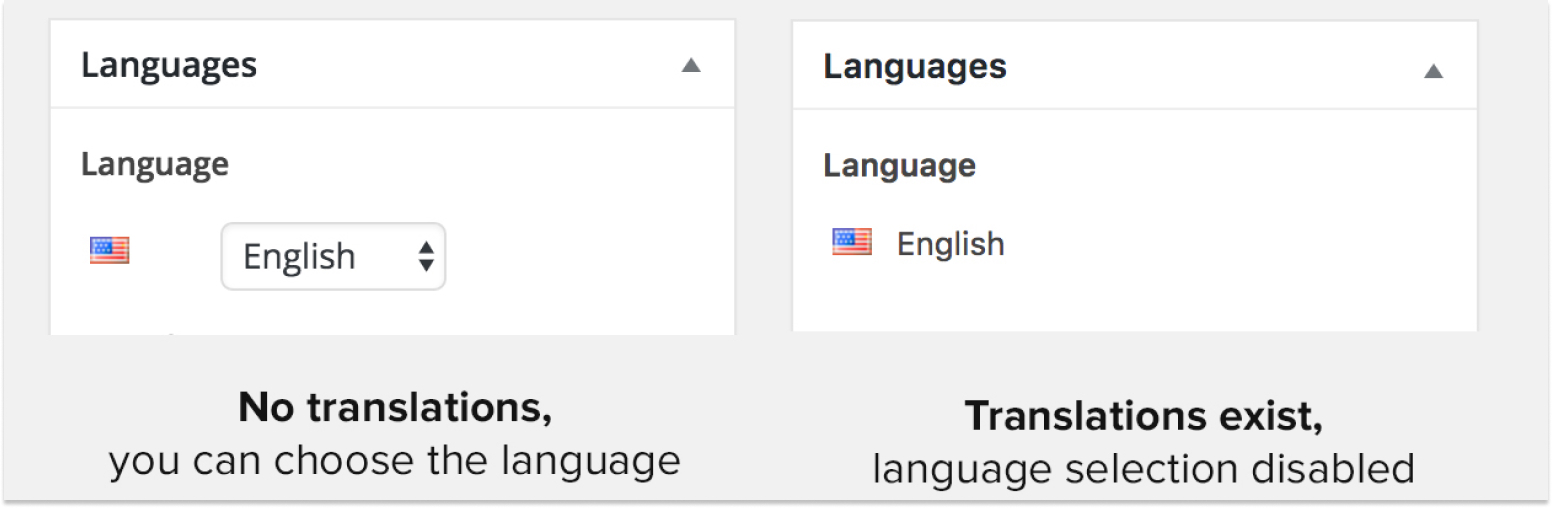 Languages
Language
English
No translations,
you can choose the language
Languages
Language
English
Translations exist,
language selection disabled